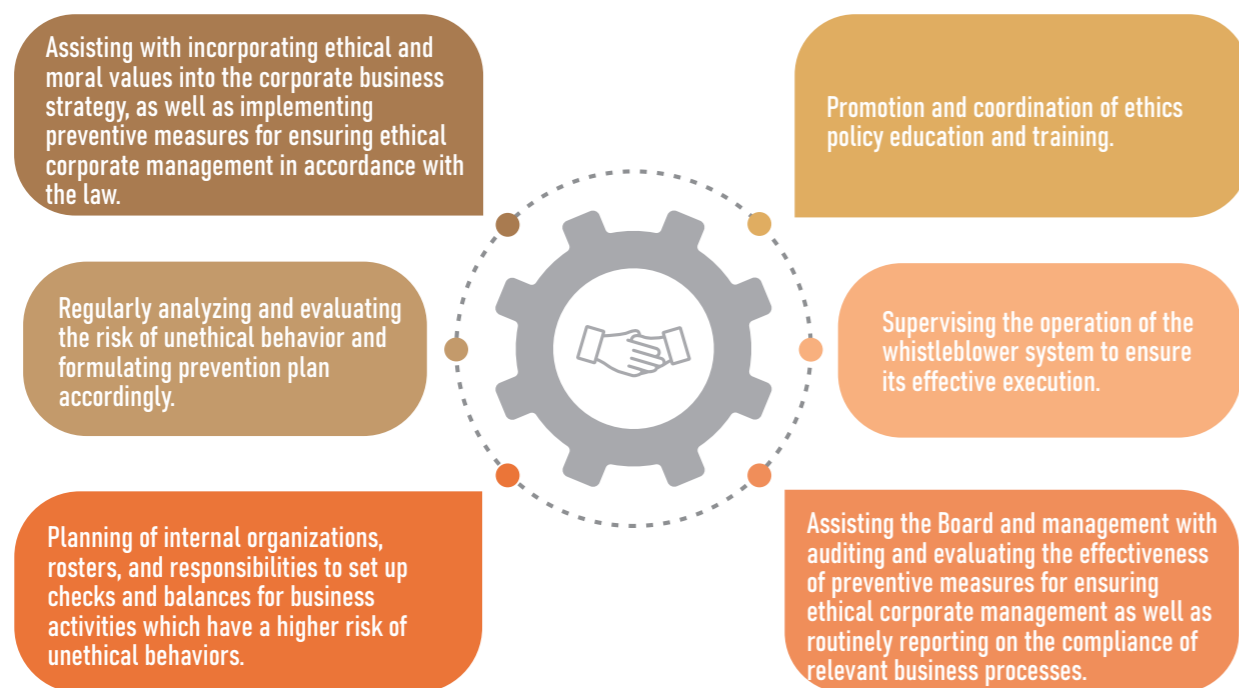 Assisting with incorporating ethical and
moral values into the corporate business
strategy, as well as implementing
preventive measures for ensuring ethical
corporate management in accordance with
the law.
Regularly analyzing and evaluating
the risk of unethical behavior and
formulating prevention plan
accordingly.
Planning of internal organizations,
rosters, and responsibilities to set up
checks and balances for business
activities which have a higher risk of
unethical behaviors.
Promotion and coordination of ethics
policy education and training.
Supervising the operation of the
whistleblower system to ensure
its effective execution.
Assisting the Board and management with
auditing and evaluating the effectiveness
of preventive measures for ensuring
ethical corporate management as well as
routinely reporting on the compliance of
relevant business processes.